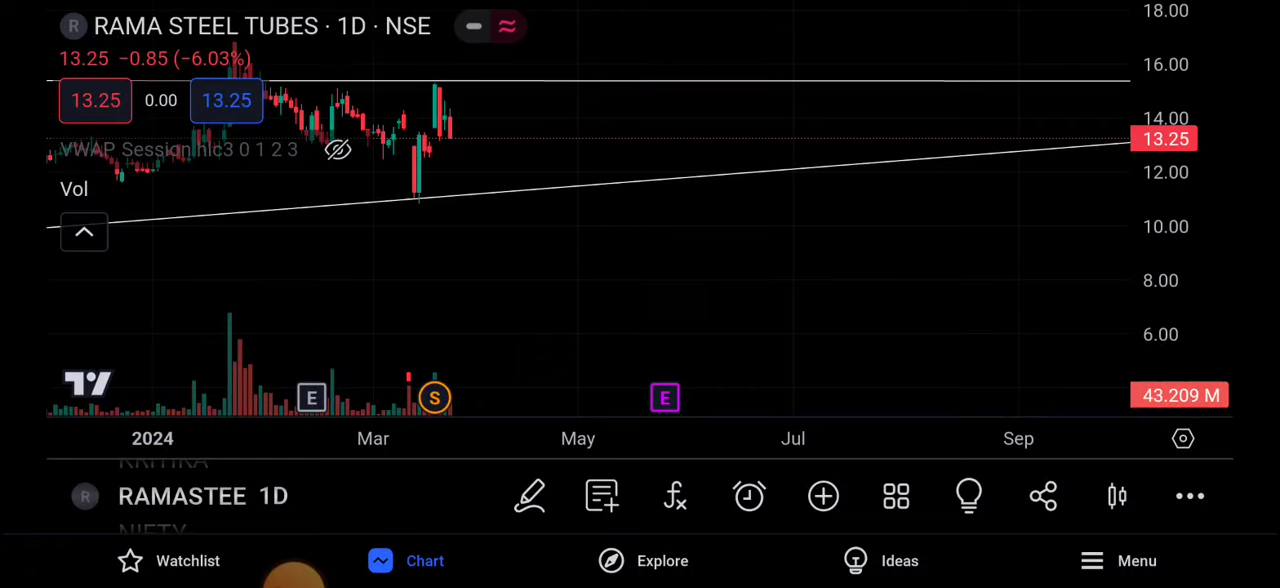 R RAMA STEEL TUBES · 1D · NSE
13.25 −0.85 (−6.03%)
13.25 0.00 13.25
VWAP Session hlc3 0 1 2 3
Vol
18.00
16.00
14.00
13.25
12.00
10.00
8.00
6.00
43.209 M
E S E
2024 Mar May Jul Sep
KRITIKA
R RAMASTEE 1D
NIFTY
Watchlist Chart Explore Ideas Menu